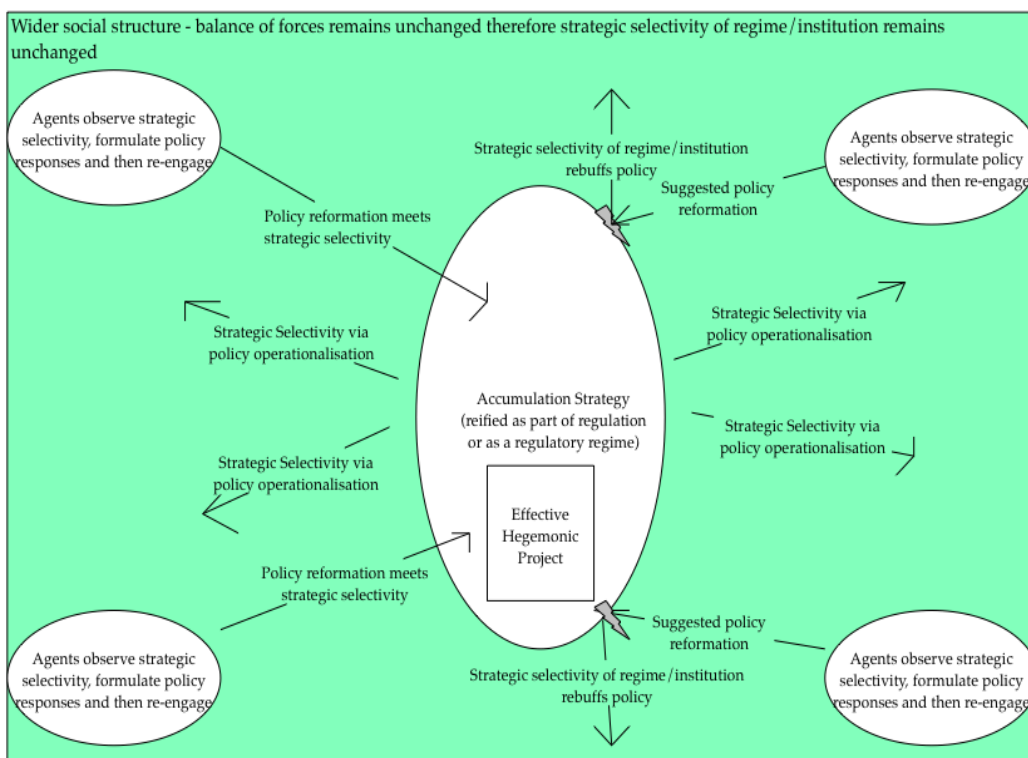 Wider social structure - balance of forces remains unchanged therefore strategic selectivity of regime/institution remains
unchanged
Agents observe strategic
selectivity, formulate policy
responses and then re-engage
Agents observe strategic
selectivity, formulate policy
responses and then re-engage
Strategic selectivity of regime/institution
rebuffs policy
Suggested policy
reformation
Policy reformation meets
strategic selectivity
Strategic Selectivity via
policy operationalisation
Strategic Selectivity via
policy operationalisation
Accumulation Strategy
(reified as part of regulation
or as a regulatory regime)
Strategic Selectivity via
policy operationalisation
Strategic Selectivity via
policy operationalisation
Effective
Hegemonic
Project
Policy reformation meets
strategic selectivity
Suggested policy
reformation
Strategic selectivity of regime/institution
rebuffs policy
Agents observe strategic
selectivity, formulate policy
responses and then re-engage
Agents observe strategic
selectivity, formulate policy
responses and then re-engage